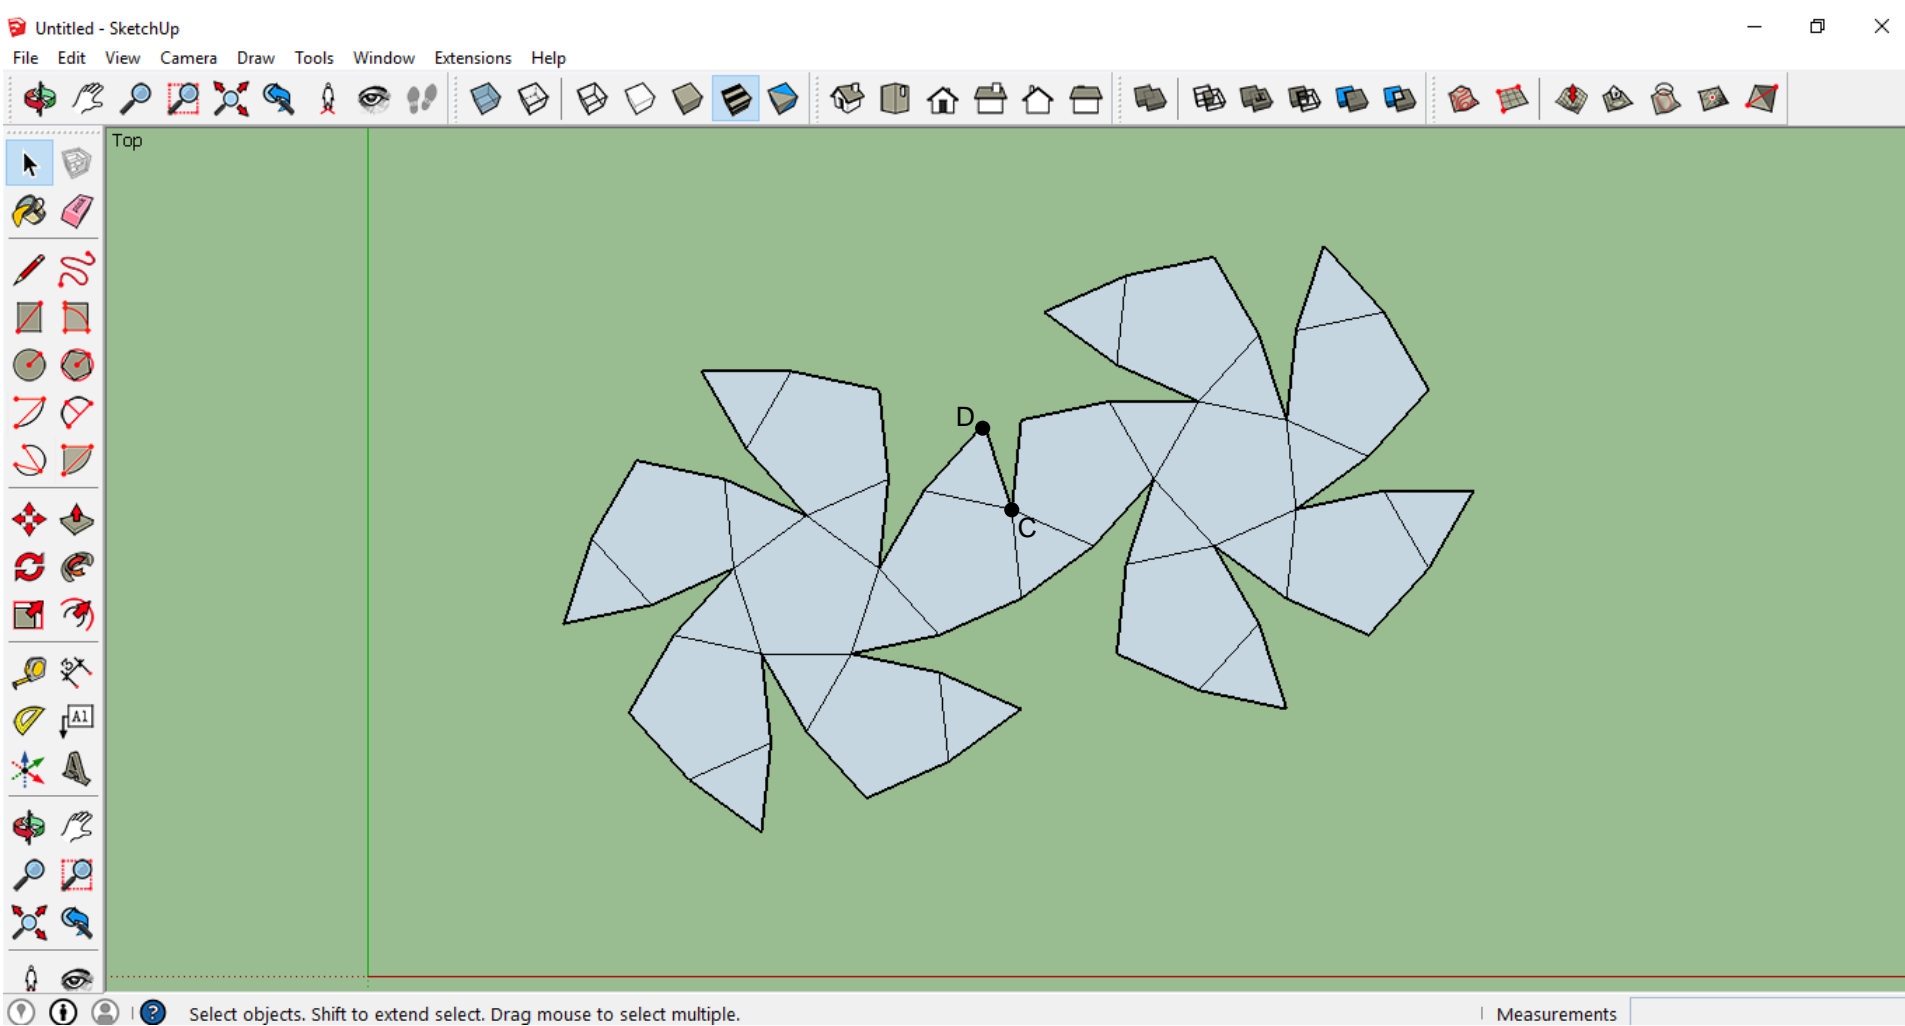 Untitled - SketchUp
File Edit View Camera Draw Tools Window Extensions Help
Top
D
C
A1
? Select objects. Shift to extend select. Drag mouse to select multiple.
Measurements